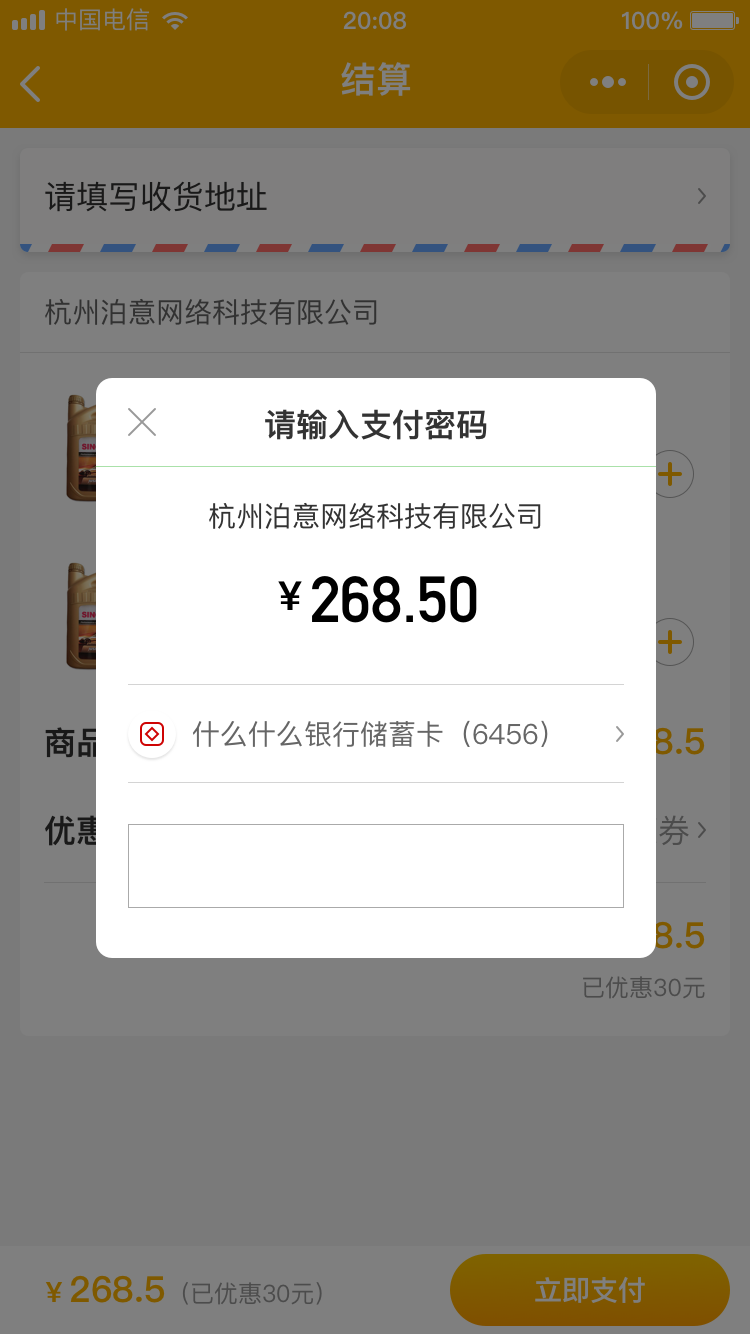 中国电信 20:08 100%
结算
请填写收货地址
杭州泊意网络科技有限公司
请输入支付密码
杭州泊意网络科技有限公司
¥268.50
什么什么银行储蓄卡（6456）
商品
8.5
优惠
券
8.5
已优惠30元
¥268.5（已优惠30元）
立即支付